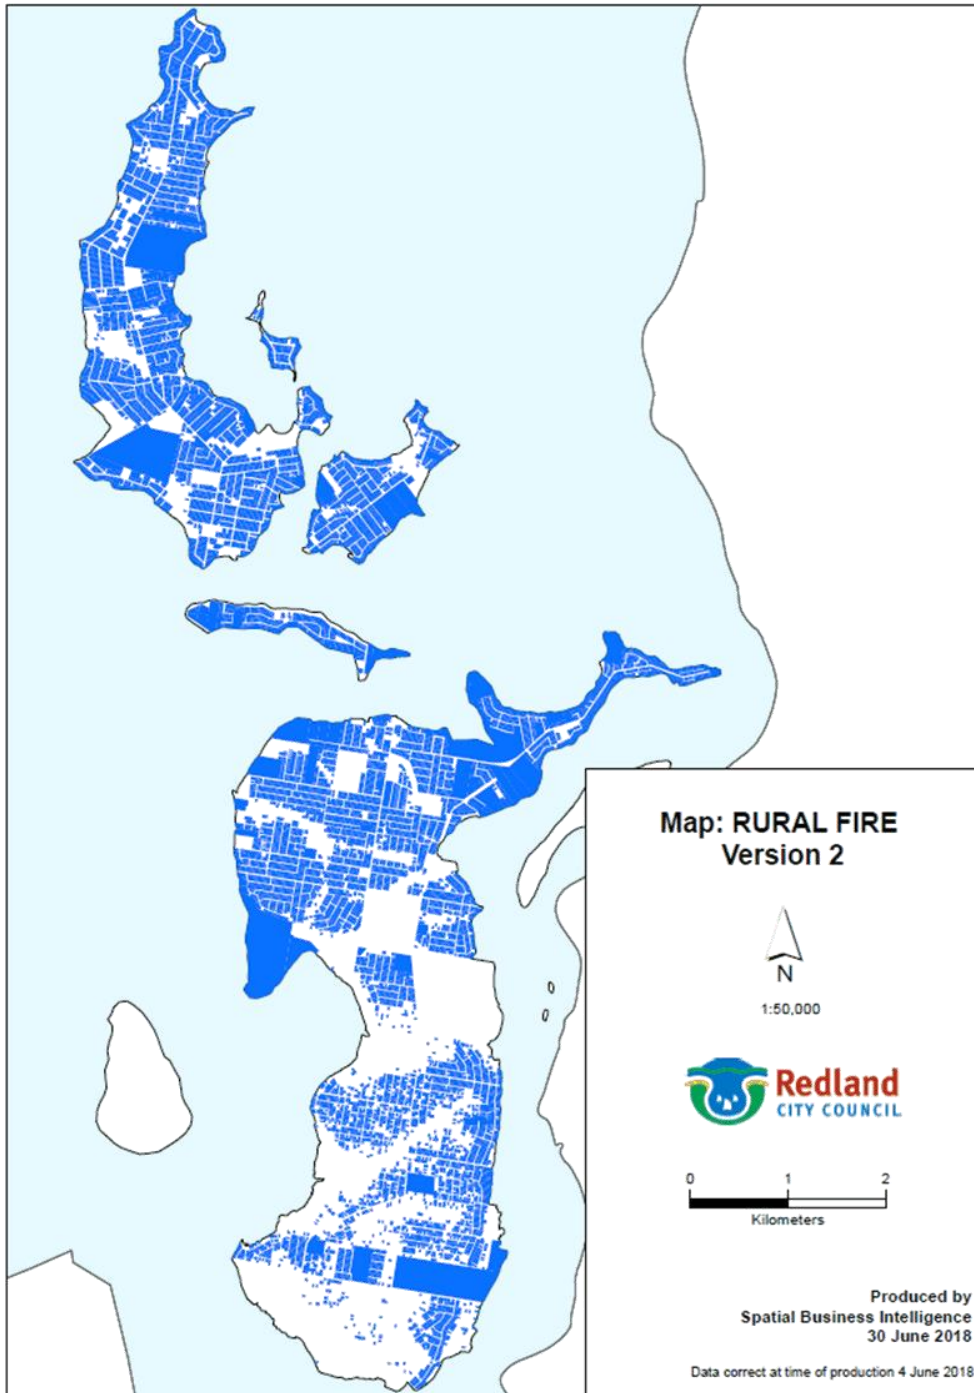 Map: RURAL FIRE
Version 2
N
1:50,000
Redland
CITY COUNCIL
0 1 2
Kilometers
Produced by
Spatial Business Intelligence
30 June 2018
Data correct at time of production 4 June 2018